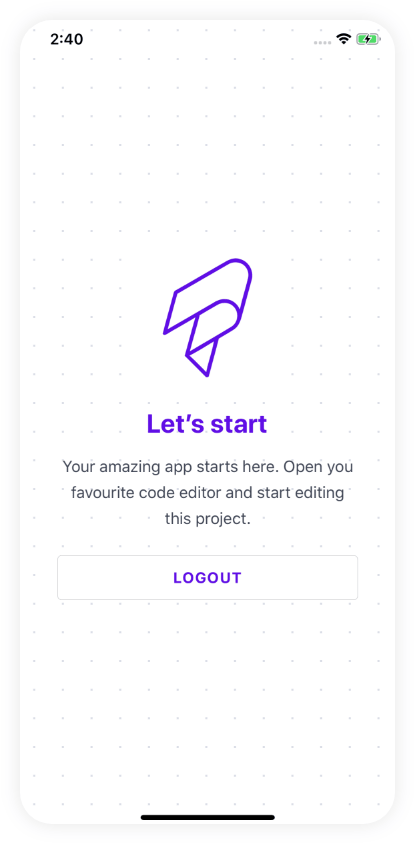 2:40
Let's start
Your amazing app starts here. Open you
favourite code editor and start editing
this project.
LOGOUT